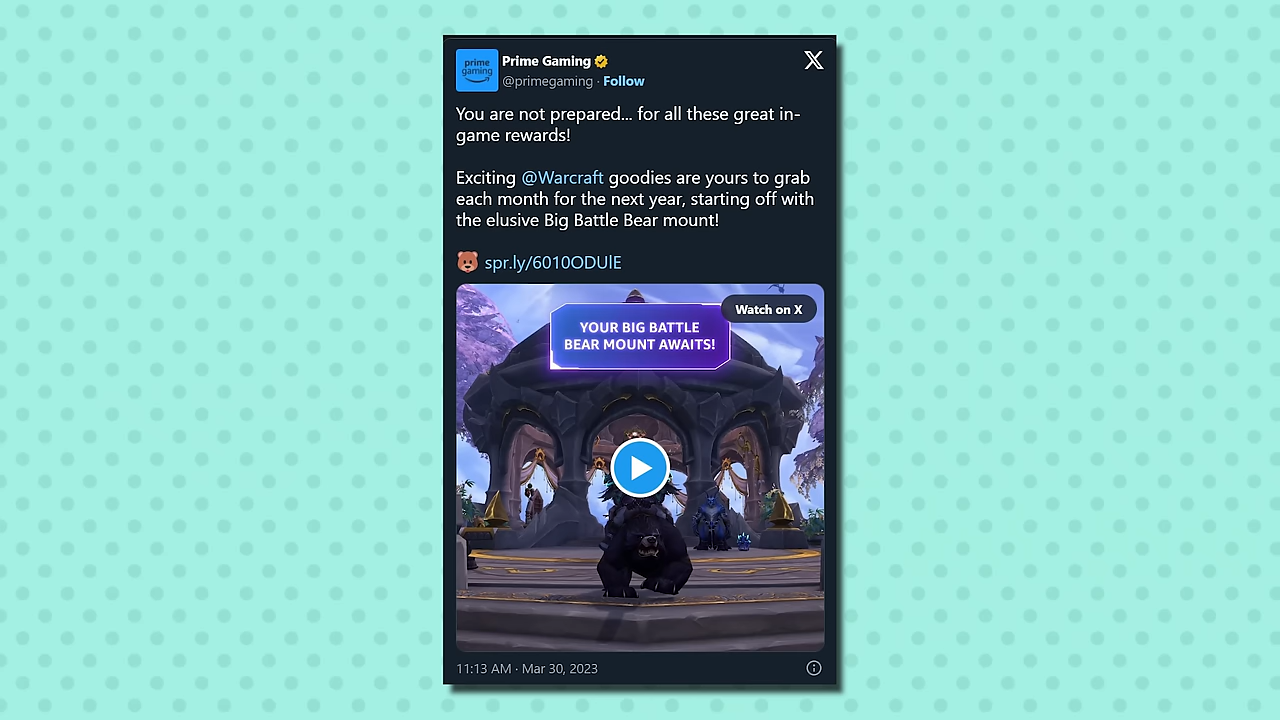 prime
gaming
Prime Gaming
@primegaming · Follow
You are not prepared... for all these great in-
game rewards!
Exciting @Warcraft goodies are yours to grab
each month for the next year, starting off with
the elusive Big Battle Bear mount!
🐻 spr.ly/6010ODUlE
Watch on X
YOUR BIG BATTLE
BEAR MOUNT AWAITS!
11:13 AM · Mar 30, 2023